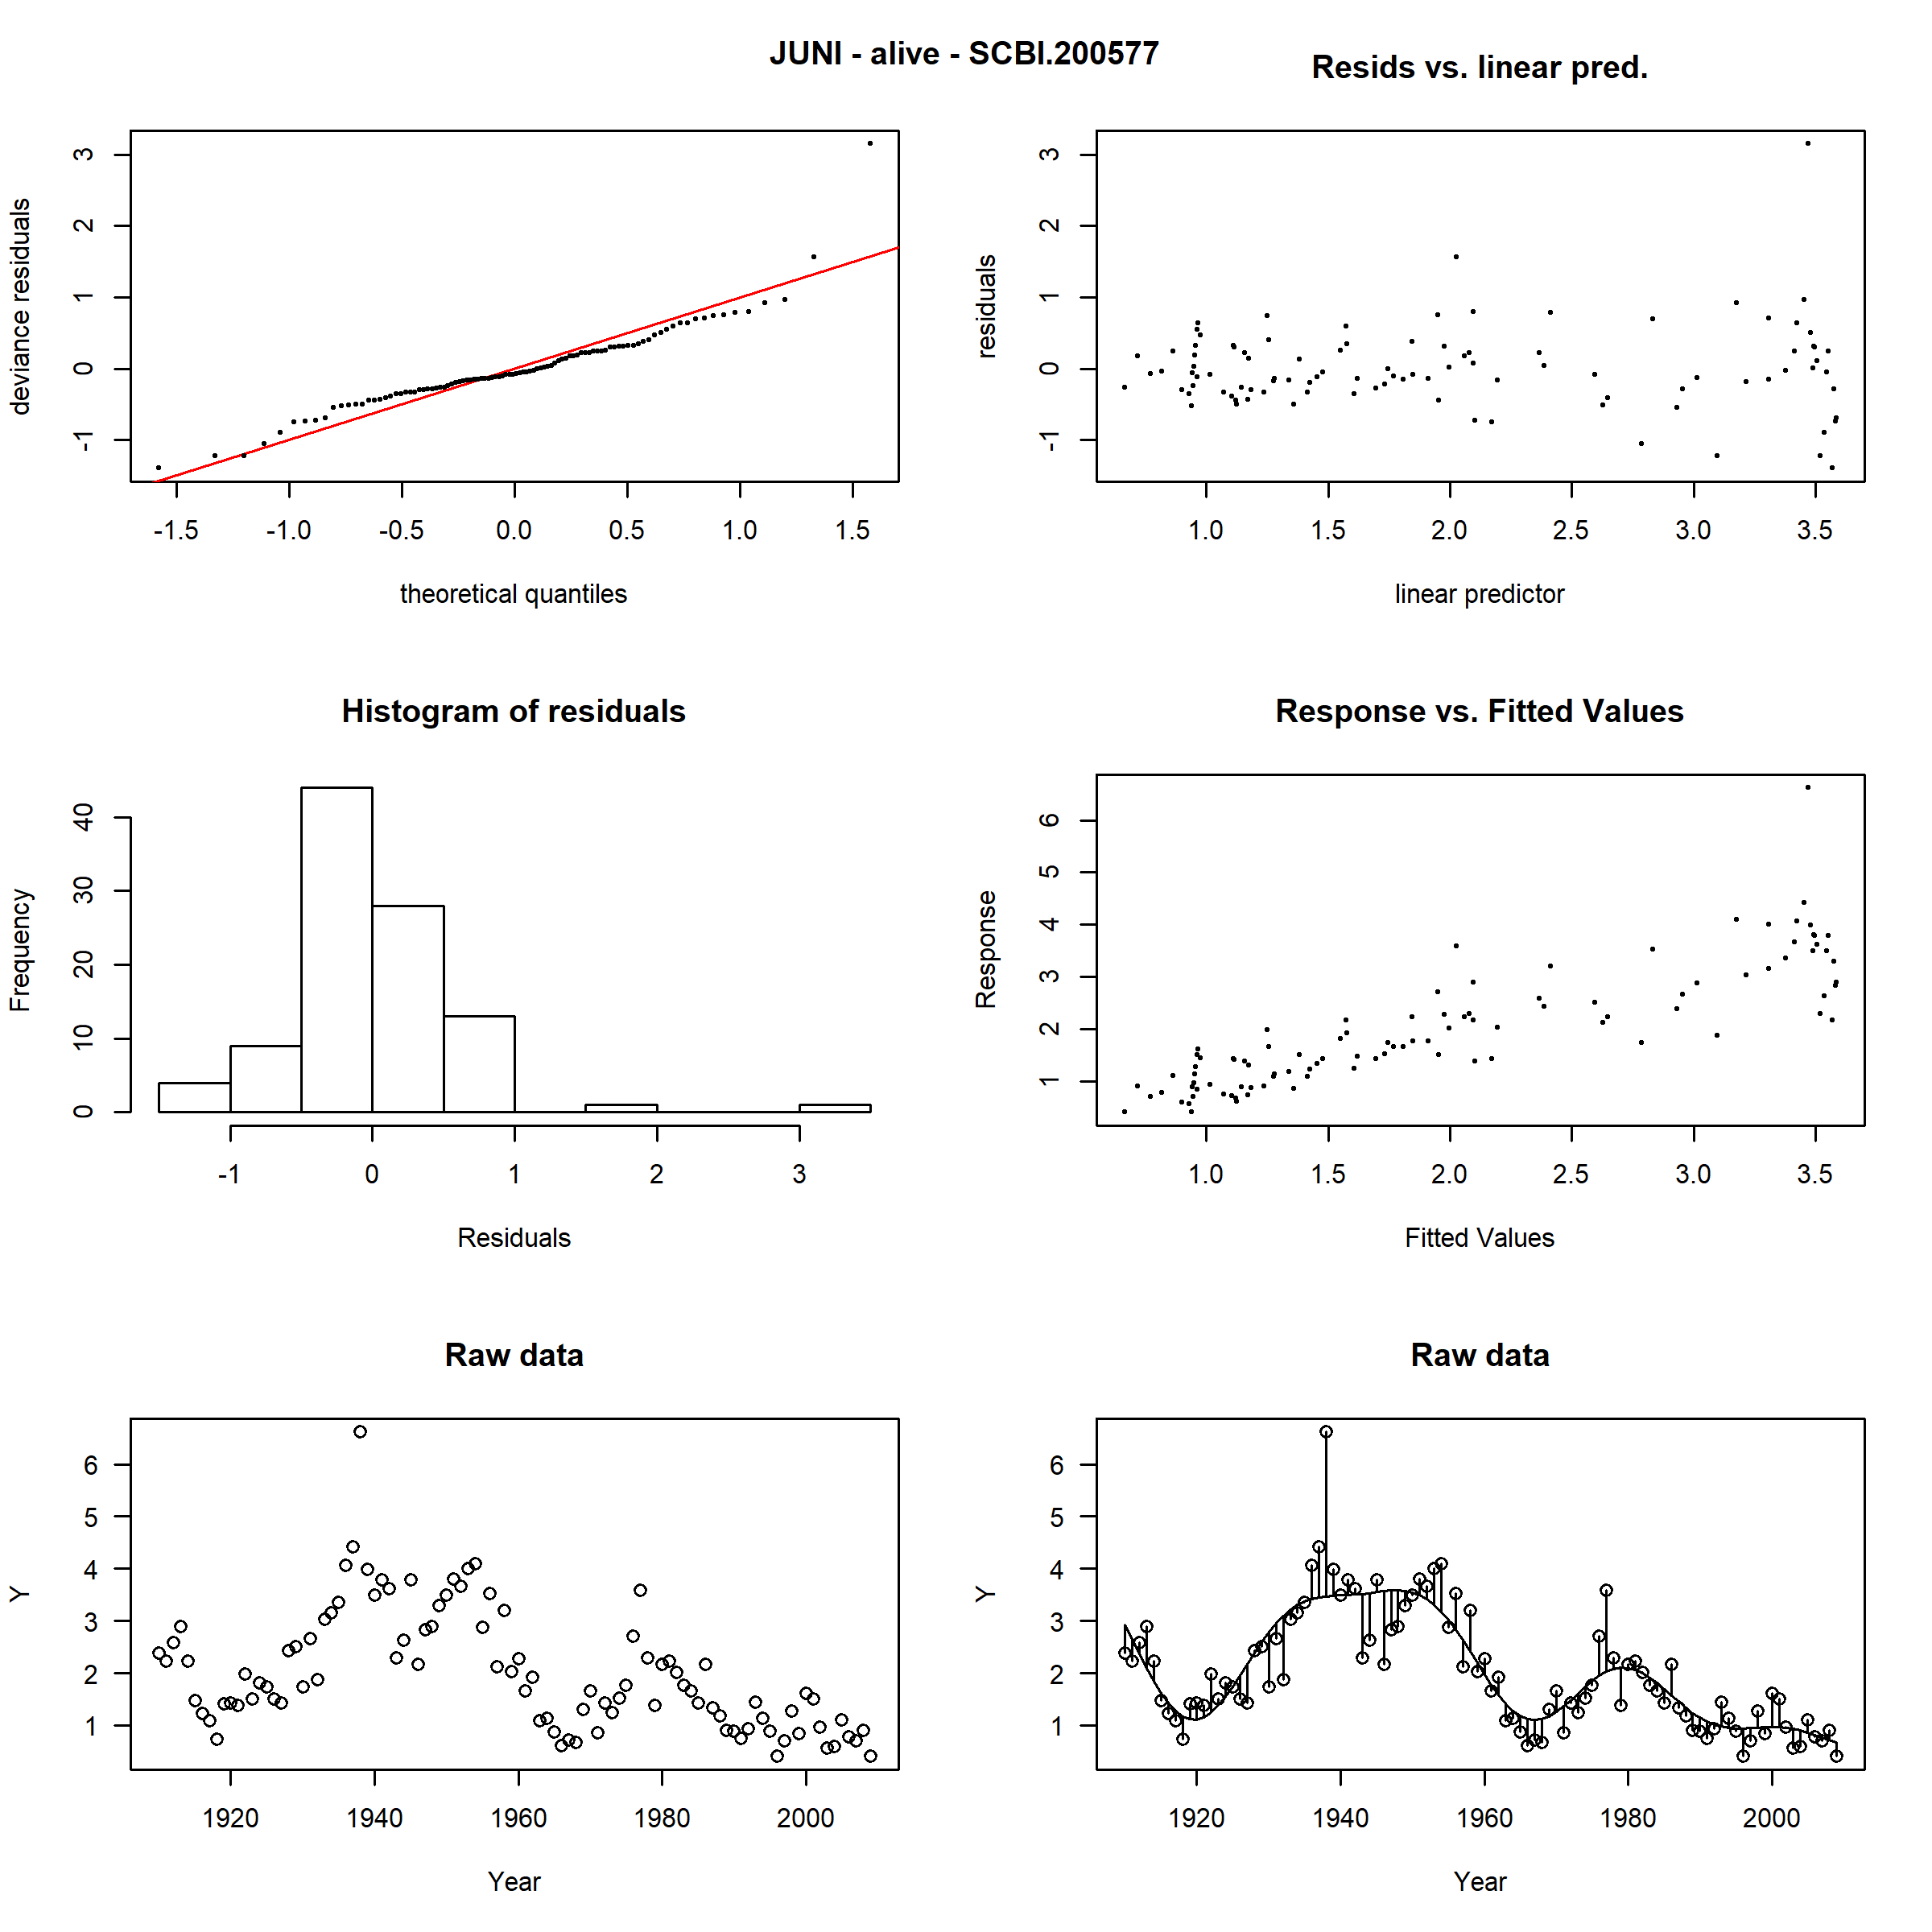 JUNI - alive - SCBI.200577
deviance residuals
3
2
1
0
-1
-1.5 -1.0 -0.5 0.0 0.5 1.0 1.5
theoretical quantiles
Resids vs. linear pred.
residuals
3
2
1
0
-1
1.0 1.5 2.0 2.5 3.0 3.5
linear predictor
Histogram of residuals
Frequency
40
30
20
10
0
-1 0 1 2 3
Residuals
Response vs. Fitted Values
Response
6
5
4
3
2
1
1.0 1.5 2.0 2.5 3.0 3.5
Fitted Values
Raw data
Y
6
5
4
3
2
1
1920 1940 1960 1980 2000
Year
Raw data
Y
6
5
4
3
2
1
1920 1940 1960 1980 2000
Year